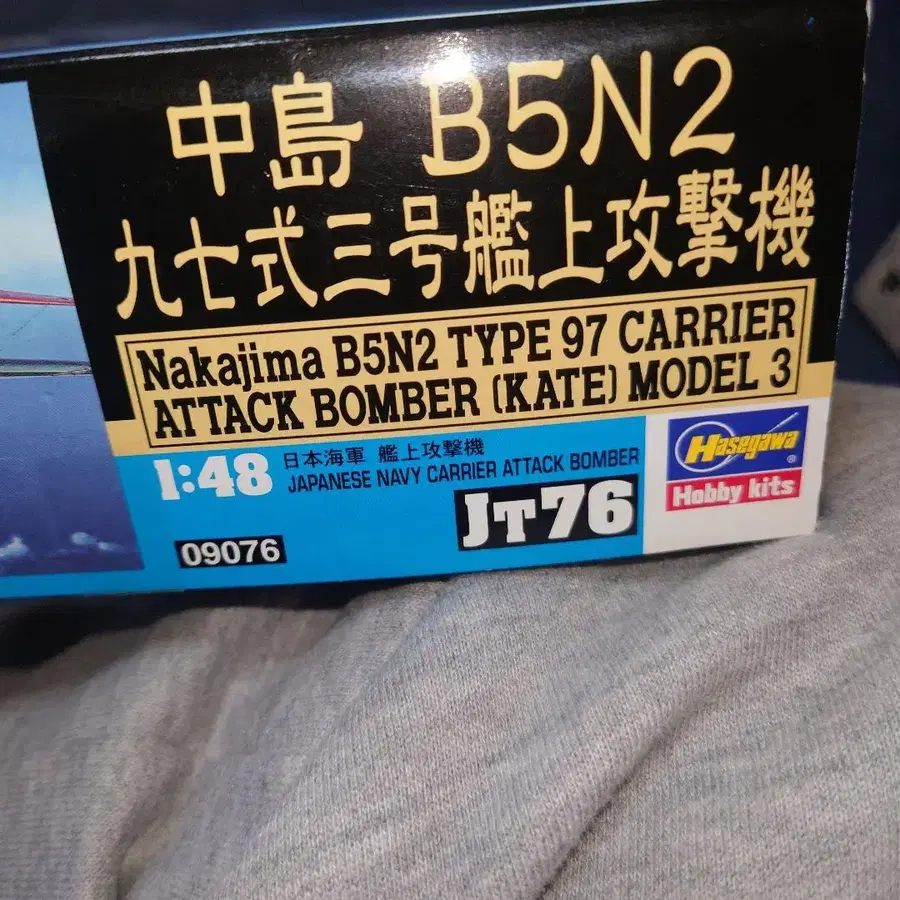 中島 B5N2
九七式三号艦上攻撃機
Nakajima B5N2 TYPE 97 CARRIER
ATTACK BOMBER (KATE) MODEL 3
1:48
日本海軍 艦上攻撃機
JAPANESE NAVY CARRIER ATTACK BOMBER
09076
JT76
Hasegawa®
Hobby kits